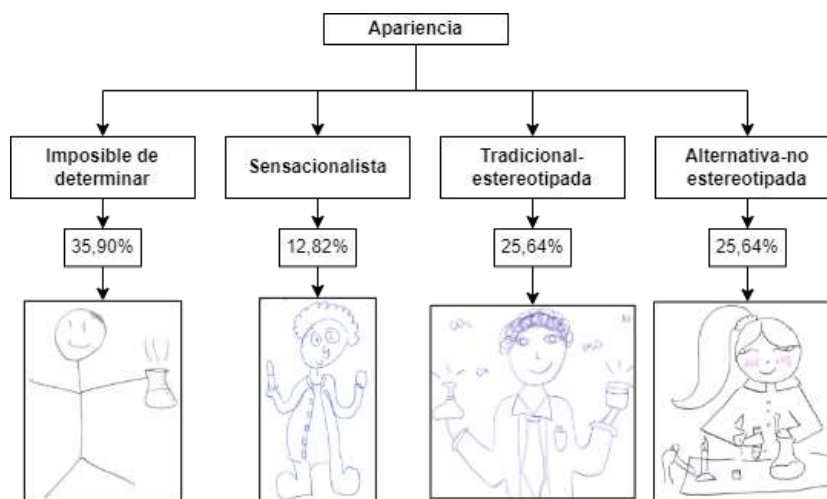 Apariencia
Imposible de
determinar
Sensacionalista
Tradicional-
estereotipada
Alternativa-no
estereotipada
35,90%
12,82%
25,64%
25,64%